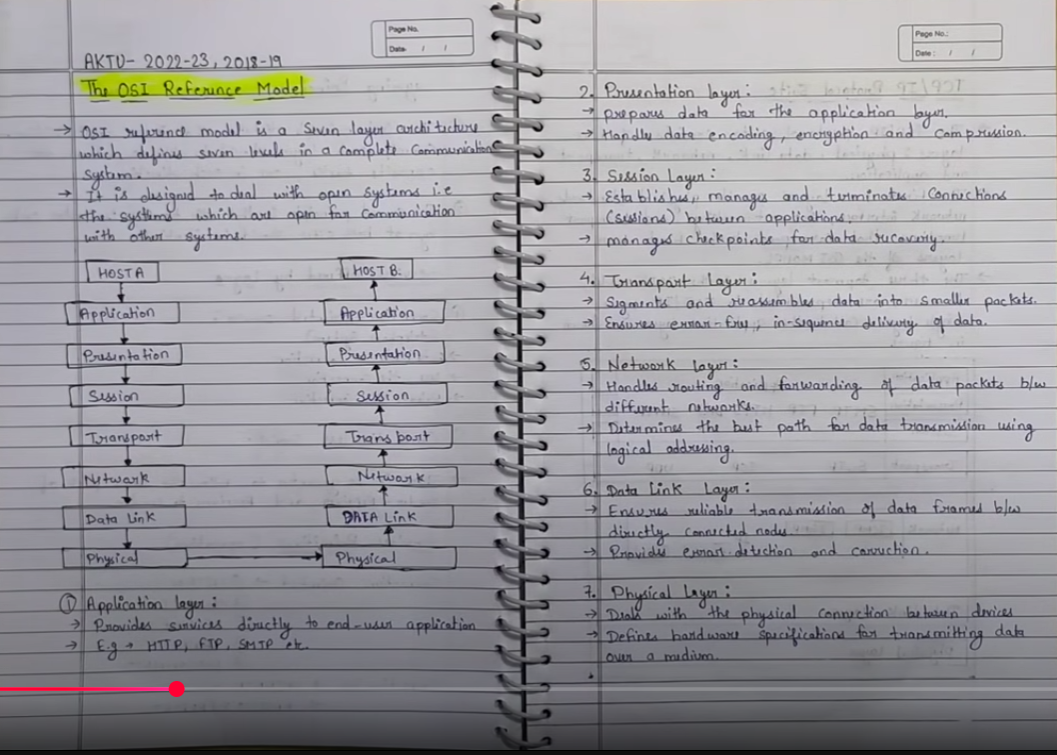 Page No.
Date / /
AKTU- 2022-23, 2018-19
The OSI Reference Model
→ OSI reference model is a seven layer architecture
which defines seven levels in a complete communication
system.
→ It is designed to deal with open systems i.e
the systems which are open for communication
with other systems.
HOST A
HOST B.
Application
Application
Presentation
Presentation
Session
Session
Transport
Transport
Network
Network
Data Link
DATA Link
Physical
Physical
① Application layer:
→ Provides services directly to end-user application
→ E.g → HTTP, FTP, SMTP etc.
Page No.:
Date: / /
2. Presentation layer:
→ prepares data for the application layer.
→ Handles data encoding, encryption and compression.
3. Session Layer:
→ Establishes, manages and terminates connections
(sessions) between applications.
→ manages checkpoints for data recovery.
4. Transport Layer:
→ Segments and reassembles data into smaller packets.
→ Ensures error-free, in-sequence delivery of data.
5. Network layer:
→ Handles routing and forwarding of data packets b/w
different networks.
→ Determines the best path for data transmission using
logical addressing.
6. Data Link Layer:
→ Ensures reliable transmission of data frames b/w
directly connected nodes.
→ Provides error detection and correction.
7. Physical Layer:
→ Deals with the physical connection between devices
→ Defines hardware specifications for transmitting data
over a medium.